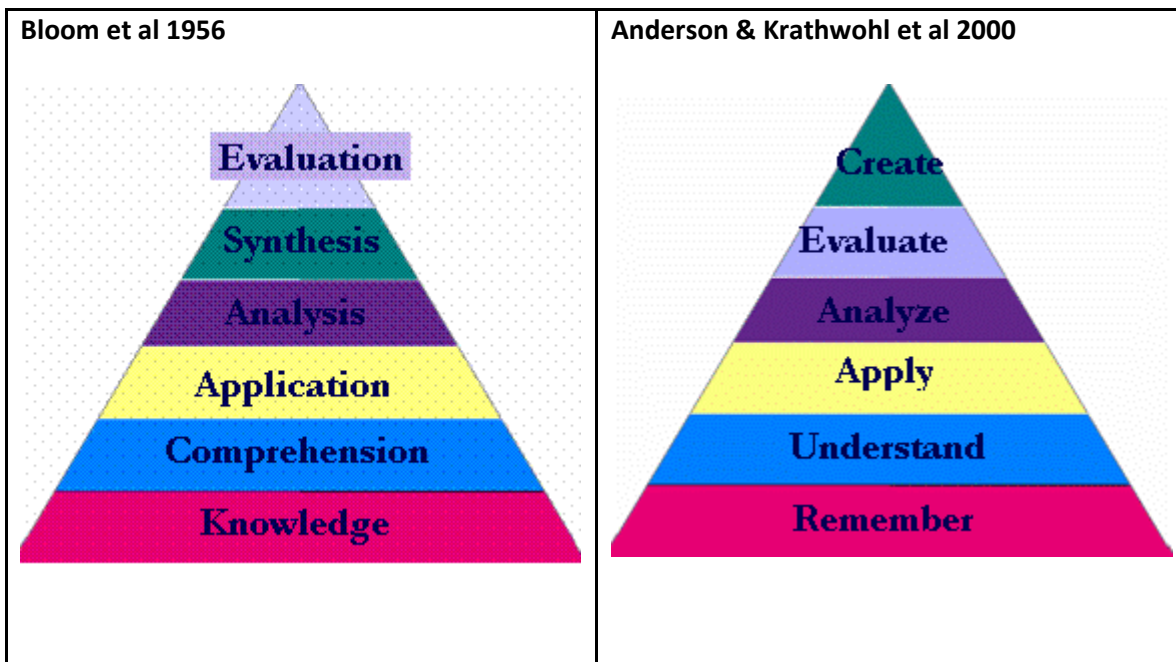 Bloom et al 1956
Evaluation
Synthesis
Analysis
Application
Comprehension
Knowledge
Anderson & Krathwohl et al 2000
Create
Evaluate
Analyze
Apply
Understand
Remember